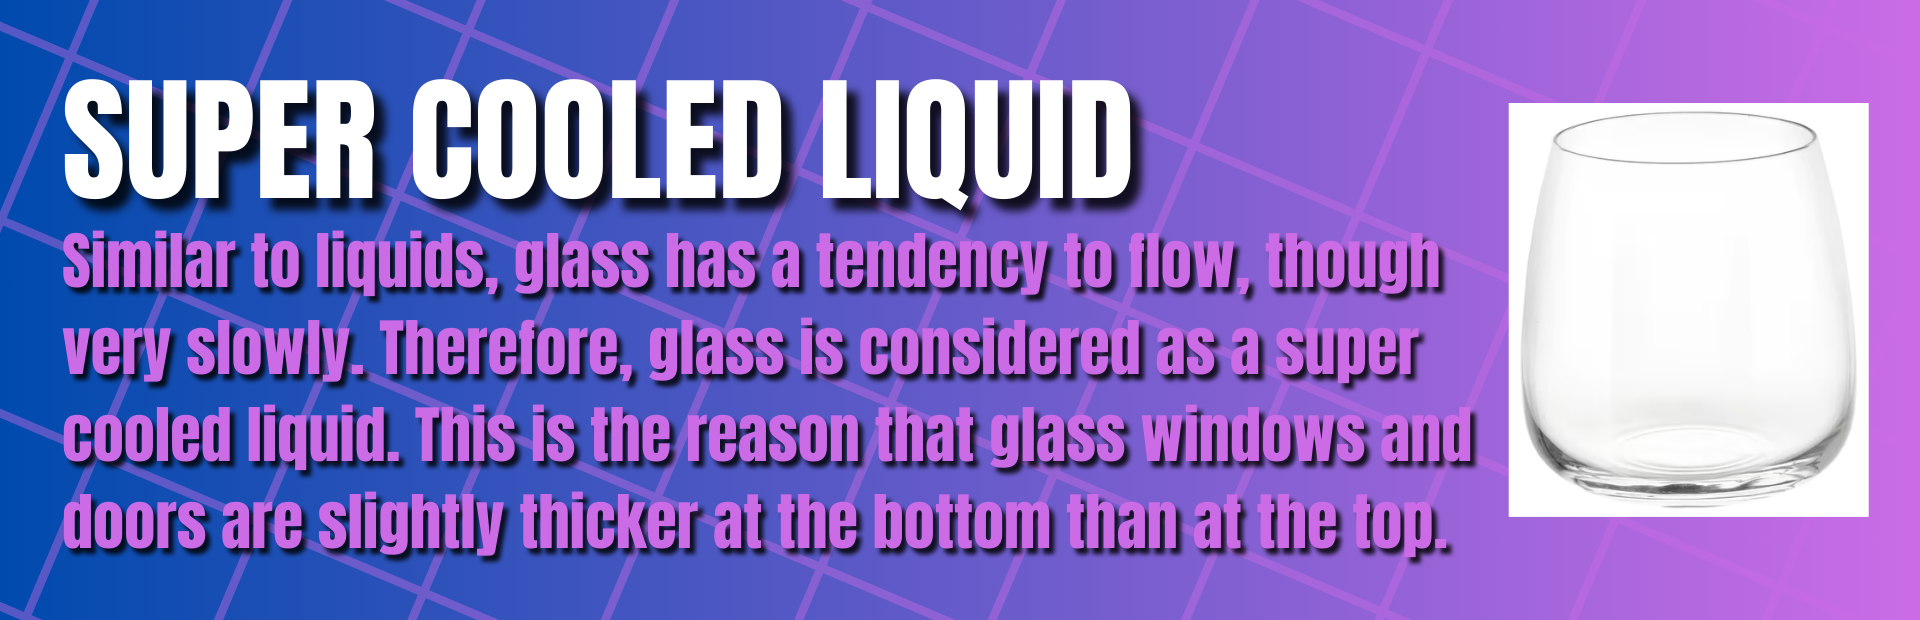 SUPER COOLED LIQUID
Similar to liquids, glass has a tendency to flow, though
very slowly. Therefore, glass is considered as a super
cooled liquid. This is the reason that glass windows and
doors are slightly thicker at the bottom than at the top.